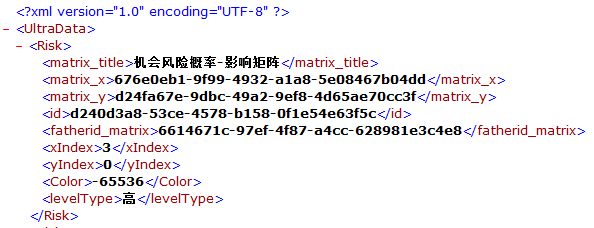 <?xml version="1.0" encoding="UTF-8" ?>
- <UltraData>
- <Risk>
<matrix_title>机会风险概率-影响矩阵</matrix_title>
<matrix_x>676e0eb1-9f99-4932-a1a8-5e08467b04dd</matrix_x>
<matrix_y>d24fa67e-9dbc-49a2-9ef8-4d65ae70cc3f</matrix_y>
<id>d240d3a8-53ce-4578-b158-0f1e54e63f5c</id>
<fatherid_matrix>6614671c-97ef-4f87-a4cc-628981e3c4e8</fatherid_matrix>
<xIndex>3</xIndex>
<yIndex>0</yIndex>
<Color>-65536</Color>
<levelType>高</levelType>
</Risk>